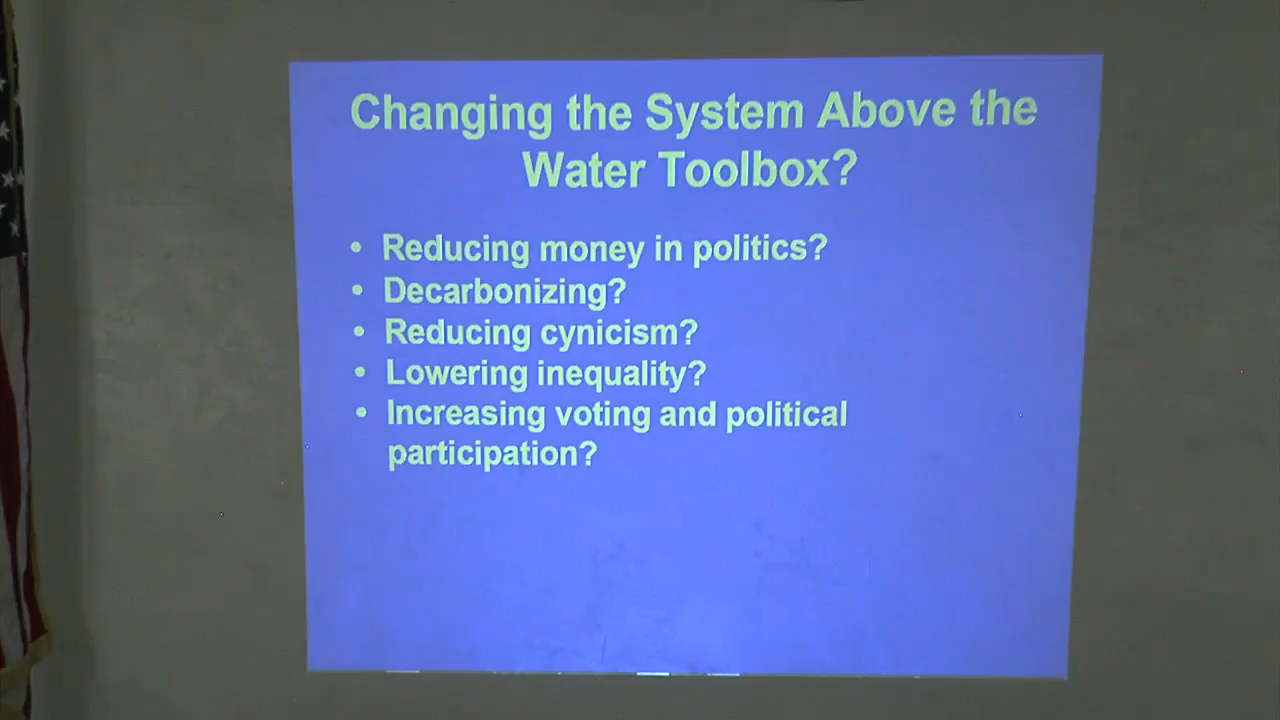 Changing the System Above the
Water Toolbox?
• Reducing money in politics?
• Decarbonizing?
• Reducing cynicism?
• Lowering inequality?
• Increasing voting and political
participation?